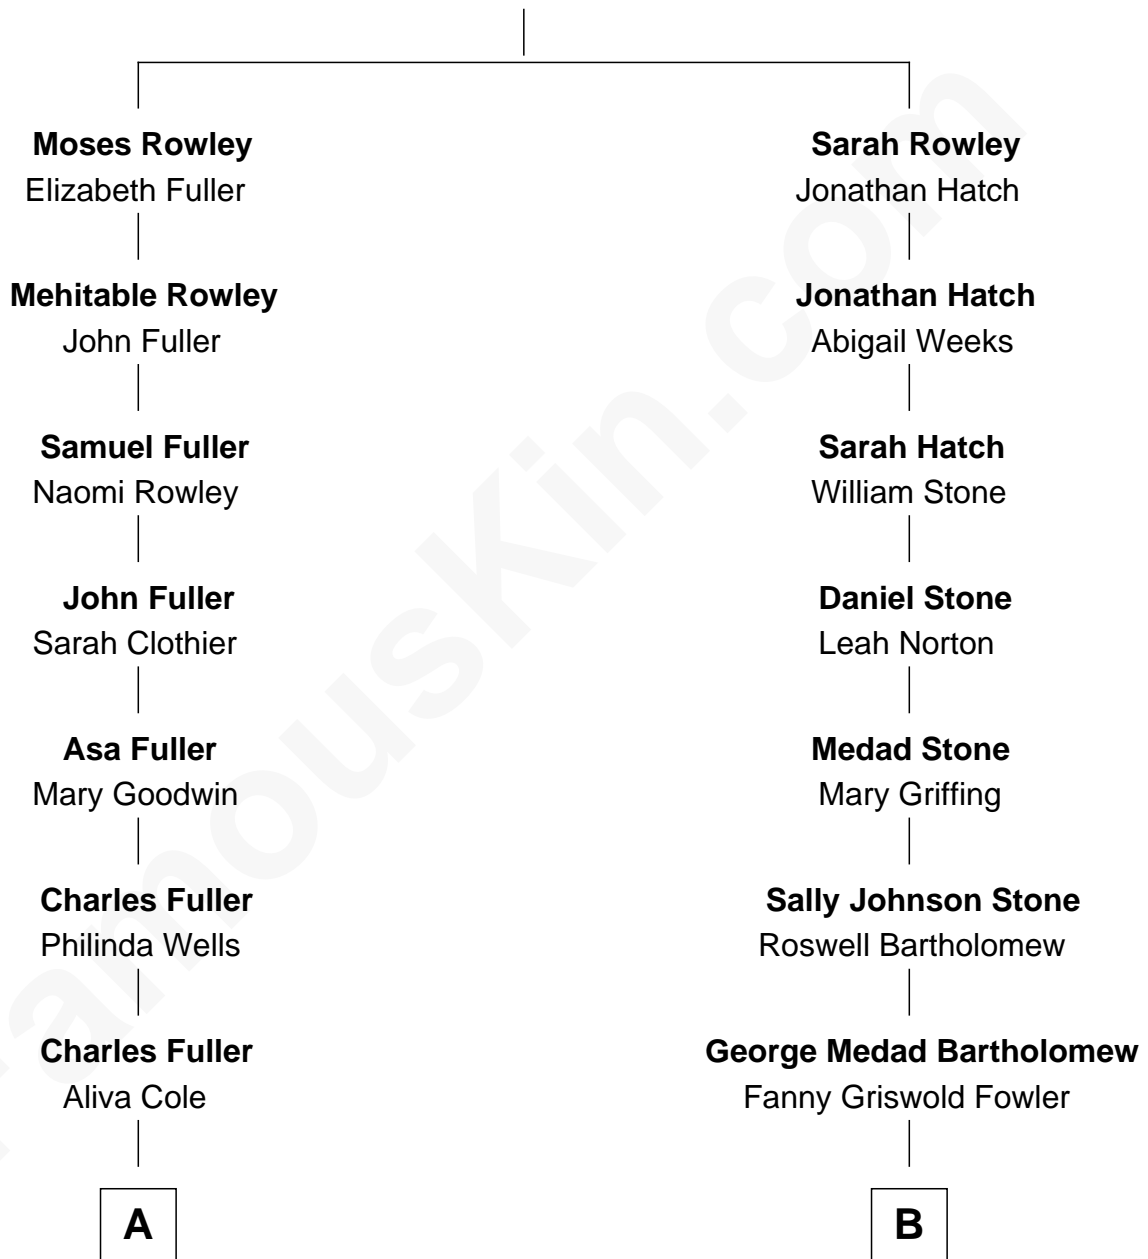 Moses Rowley
Elizabeth Fuller
Sarah Rowley
Jonathan Hatch
Mehitable Rowley
John Fuller
Jonathan Hatch
Abigail Weeks
Samuel Fuller
Naomi Rowley
Sarah Hatch
William Stone
John Fuller
Sarah Clothier
Daniel Stone
Leah Norton
Asa Fuller
Mary Goodwin
Medad Stone
Mary Griffing
Charles Fuller
Philinda Wells
Sally Johnson Stone
Roswell Bartholomew
Charles Fuller
Aliva Cole
George Medad Bartholomew
Fanny Griswold Fowler
A
B
FamousKin.com